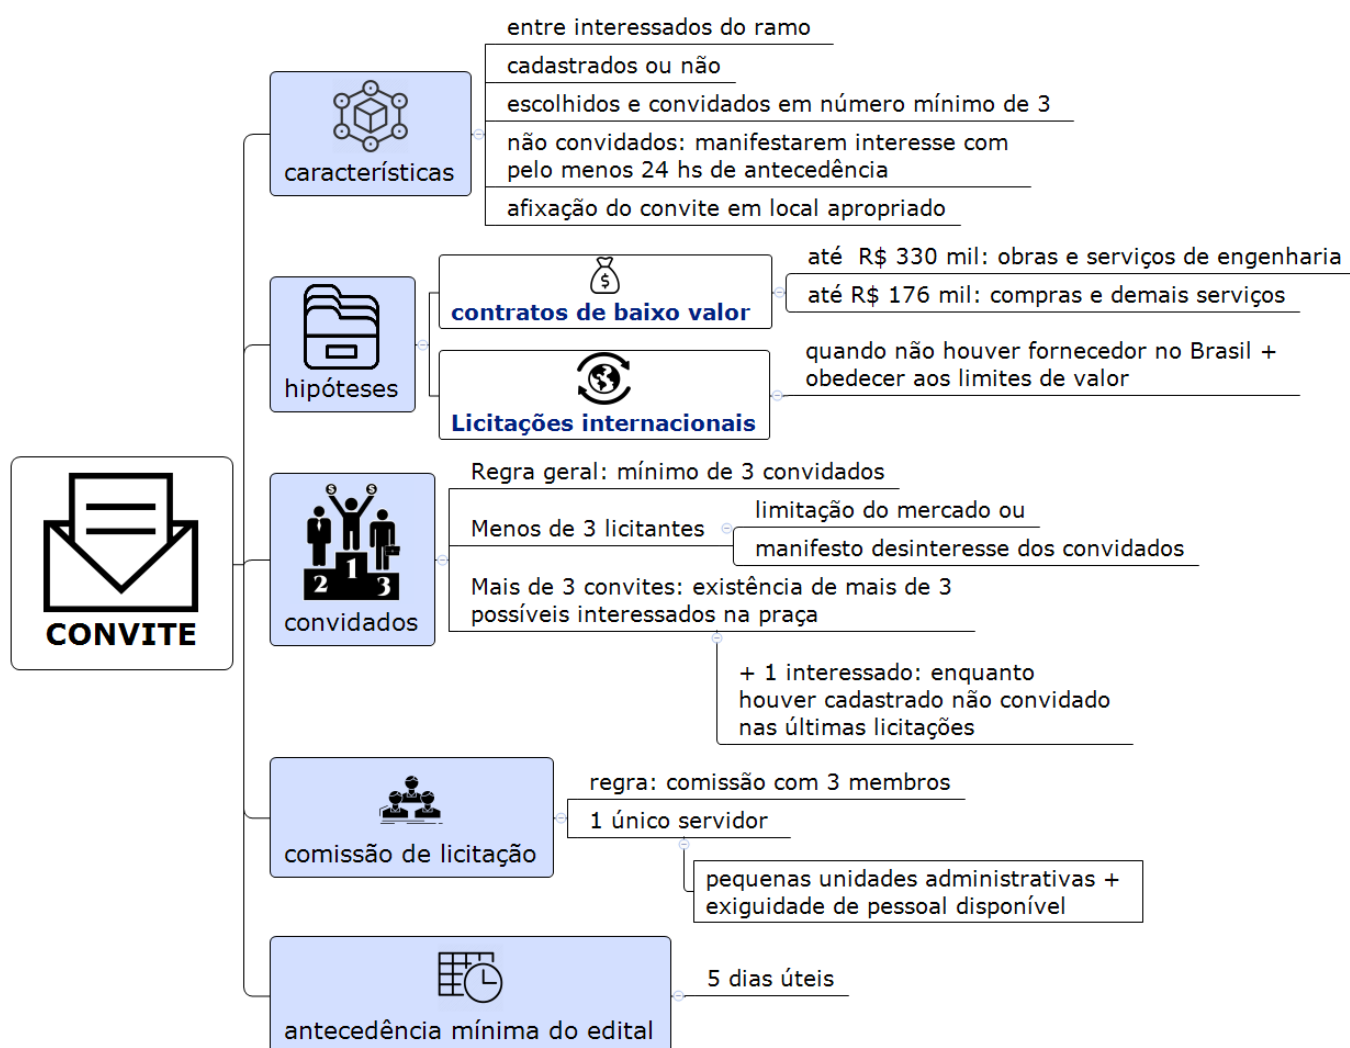 entre interessados do ramo
cadastrados ou não
escolhidos e convidados em número mínimo de 3
não convidados: manifestarem interesse com
pelo menos 24 hs de antecedência
afixação do convite em local apropriado
características
até R$ 330 mil: obras e serviços de engenharia
até R$ 176 mil: compras e demais serviços
$
contratos de baixo valor
quando não houver fornecedor no Brasil +
obedecer aos limites de valor
Licitações internacionais
hipóteses
CONVITE
Regra geral: mínimo de 3 convidados
Menos de 3 licitantes
limitação do mercado ou
manifesto desinteresse dos convidados
Mais de 3 convites: existência de mais de 3
possíveis interessados na praça
+ 1 interessado: enquanto
houver cadastrado não convidado
nas últimas licitações
$ $
2 1 3
convidados
regra: comissão com 3 membros
1 único servidor
pequenas unidades administrativas +
exiguidade de pessoal disponível
comissão de licitação
5 dias úteis
antecedência mínima do edital